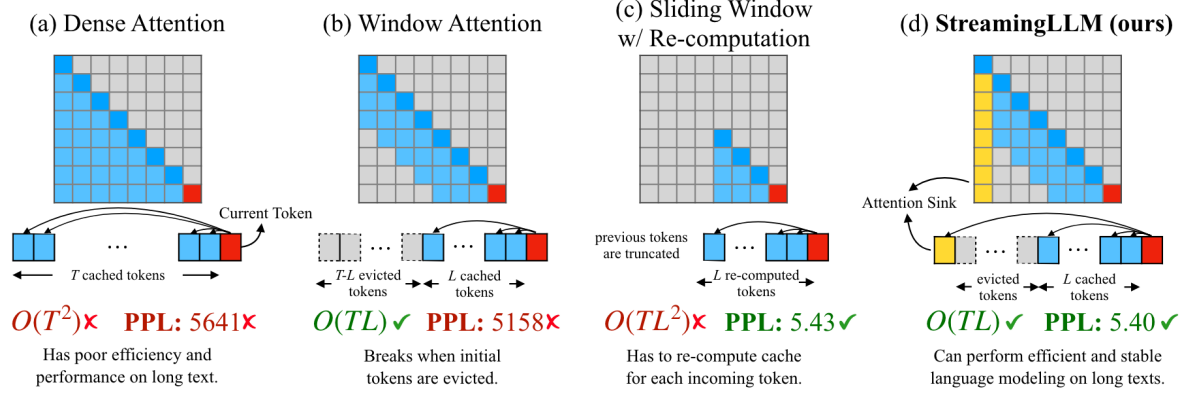 (a) Dense Attention
(b) Window Attention
(c) Sliding Window
w/ Re-computation
(d) StreamingLLM (ours)
Current Token
...
T cached tokens
O(T²)✗ PPL: 5641✗
Has poor efficiency and
performance on long text.
...
...
T-L evicted
tokens
L cached
tokens
O(TL)✓ PPL: 5158✗
Breaks when initial
tokens are evicted.
previous tokens
are truncated
...
L re-computed
tokens
O(TL²)✗ PPL: 5.43✓
Has to re-compute cache
for each incoming token.
Attention Sink
...
...
evicted
tokens
L cached
tokens
O(TL)✓ PPL: 5.40✓
Can perform efficient and stable
language modeling on long texts.